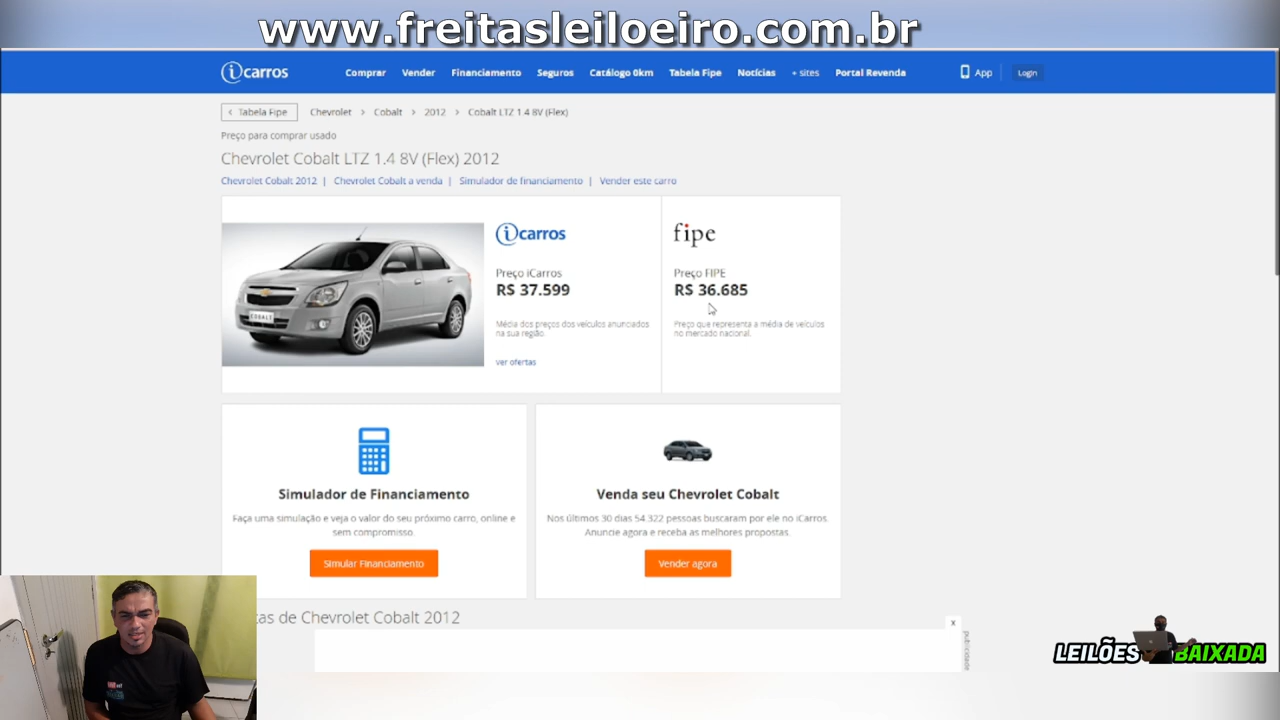 www.freitasleiloeiro.com.br
icarros
Comprar Vender Financiamento Seguros Catálogo 0km Tabela Fipe Notícias + sites Portal Revenda App Login
< Tabela Fipe Chevrolet > Cobalt > 2012 > Cobalt LTZ 1.4 8V (Flex)
Preço para comprar usado
Chevrolet Cobalt LTZ 1.4 8V (Flex) 2012
Chevrolet Cobalt 2012 | Chevrolet Cobalt a venda | Simulador de financiamento | Vender este carro
COBALT
icarros
Preço iCarros
R$ 37.599
Média dos preços dos veículos anunciados
na sua região.
ver ofertas
fipe
Preço FIPE
R$ 36.685
Preço que representa a média de veículos
no mercado nacional.
Simulador de Financiamento
Faça uma simulação e veja o valor do seu próximo carro, online e
sem compromisso.
Simular Financiamento
Venda seu Chevrolet Cobalt
Nos últimos 30 dias 54.322 pessoas buscaram por ele no iCarros.
Anuncie agora e receba as melhores propostas.
Vender agora
as de Chevrolet Cobalt 2012
x
publicidade
LEILÕES BAIXADA